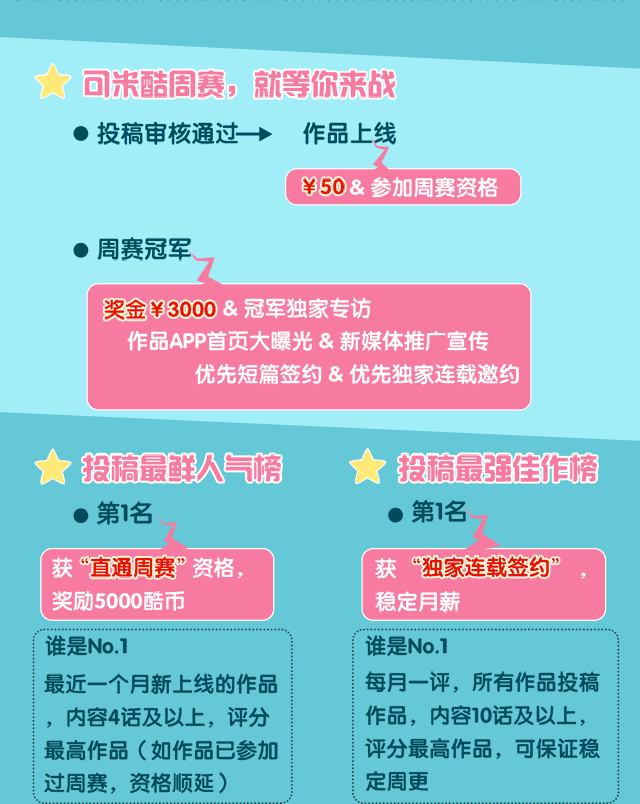 可米酷周赛，就等你来战
● 投稿审核通过→ 作品上线
￥50 & 参加周赛资格
● 周赛冠军
奖金￥3000 & 冠军独家专访
作品APP首页大曝光 & 新媒体推广宣传
优先短篇签约 & 优先独家连载邀约
投稿最鲜人气榜
● 第1名
获“直通周赛”资格，
奖励5000酷币
谁是No.1
最近一个月新上线的作品
，内容4话及以上，评分
最高作品（如作品已参加
过周赛，资格顺延）
投稿最强佳作榜
● 第1名
获 “独家连载签约” ，
稳定月薪
谁是No.1
每月一评，所有作品投稿
作品，内容10话及以上，
评分最高作品，可保证稳
定周更